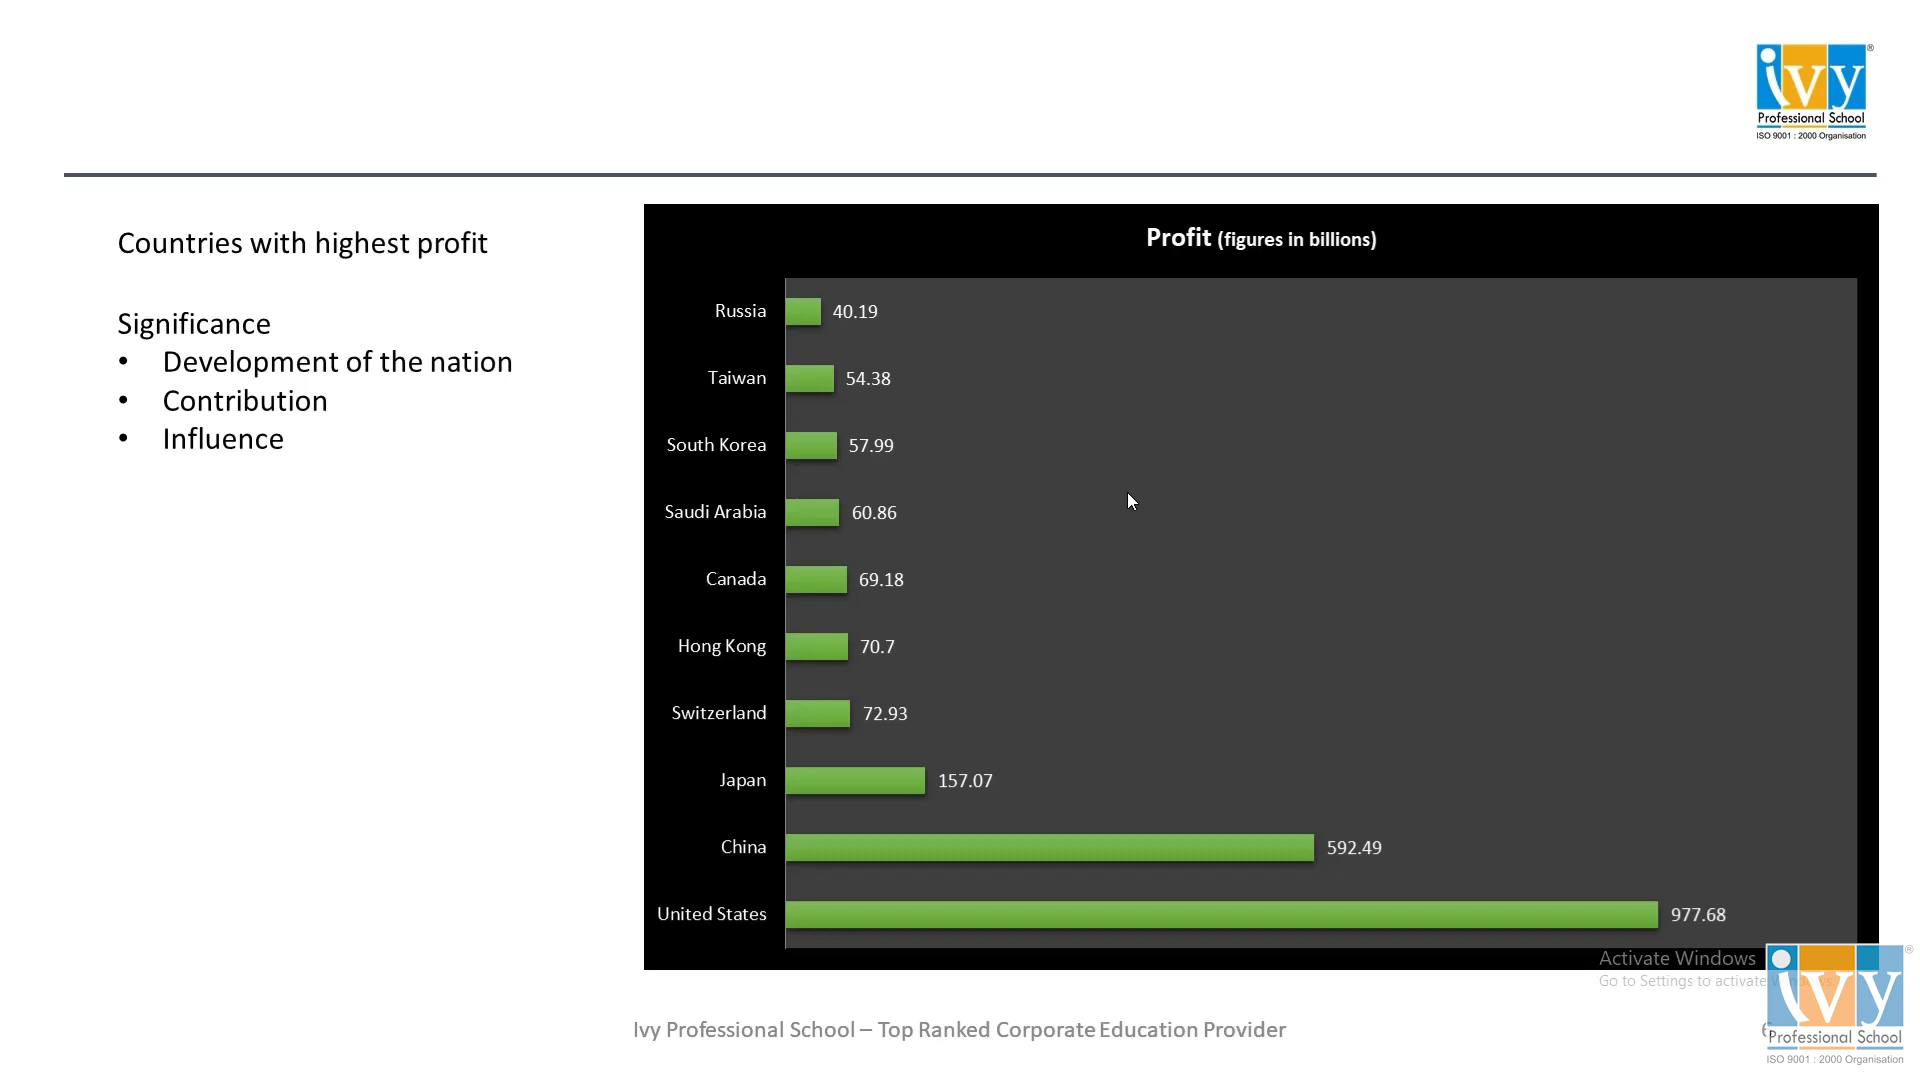 ivy
®
Professional School
ISO 9001 : 2000 Organisation
Countries with highest profit
Significance
• Development of the nation
• Contribution
• Influence
Profit (figures in billions)
Russia 40.19
Taiwan 54.38
South Korea 57.99
Saudi Arabia 60.86
Canada 69.18
Hong Kong 70.7
Switzerland 72.93
Japan 157.07
China 592.49
United States 977.68
Activate Windows
Go to Settings to activate
ivy
®
Professional School
ISO 9001 : 2000 Organisation
Ivy Professional School – Top Ranked Corporate Education Provider